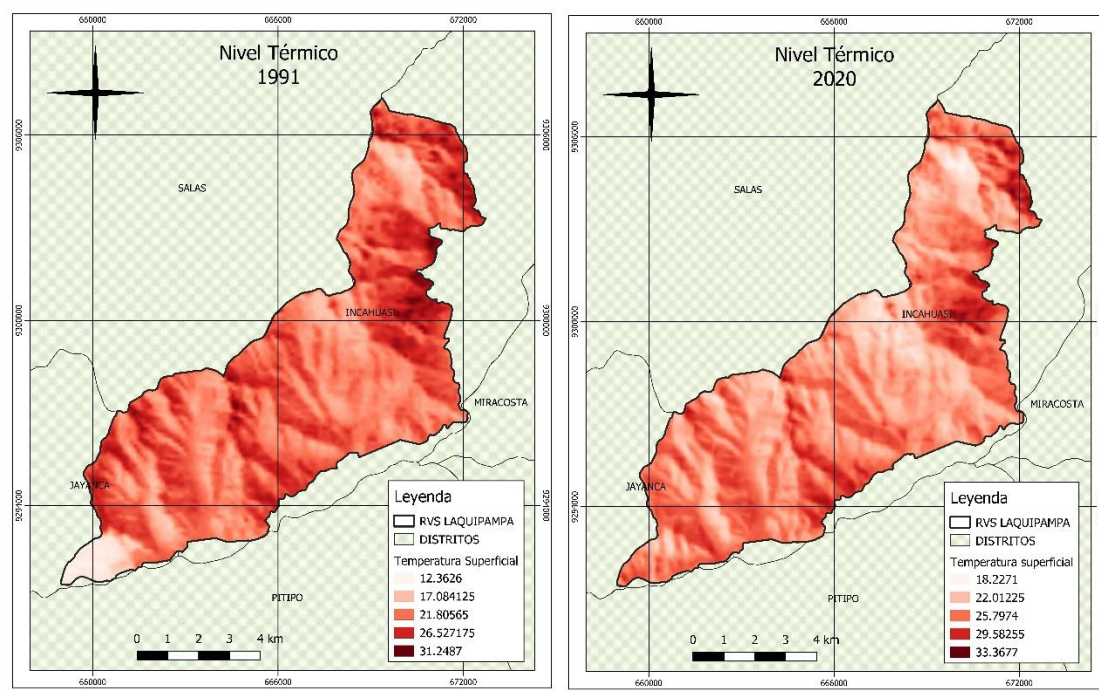 660000
666000
672000
Nivel Térmico
1991
9306000
9306000
SALAS
INCAHUASI
9300000
9300000
MIRACOSTA
JAYANCA
9294000
9294000
PITIPO
Leyenda
RVS LAQUIPAMPA
DISTRITOS
Temperatura Superficial
12.3626
17.084125
21.80565
26.527175
31.2487
0 1 2 3 4 km
660000
666000
672000
660000
666000
672000
Nivel Térmico
2020
9306000
9306000
SALAS
INCAHUASI
9300000
9300000
MIRACOSTA
JAYANCA
9294000
9294000
PITIPO
Leyenda
RVS LAQUIPAMPA
DISTRITOS
Temperatura superficial
18.2271
22.01225
25.7974
29.58255
33.3677
0 1 2 3 4 km
660000
666000
672000